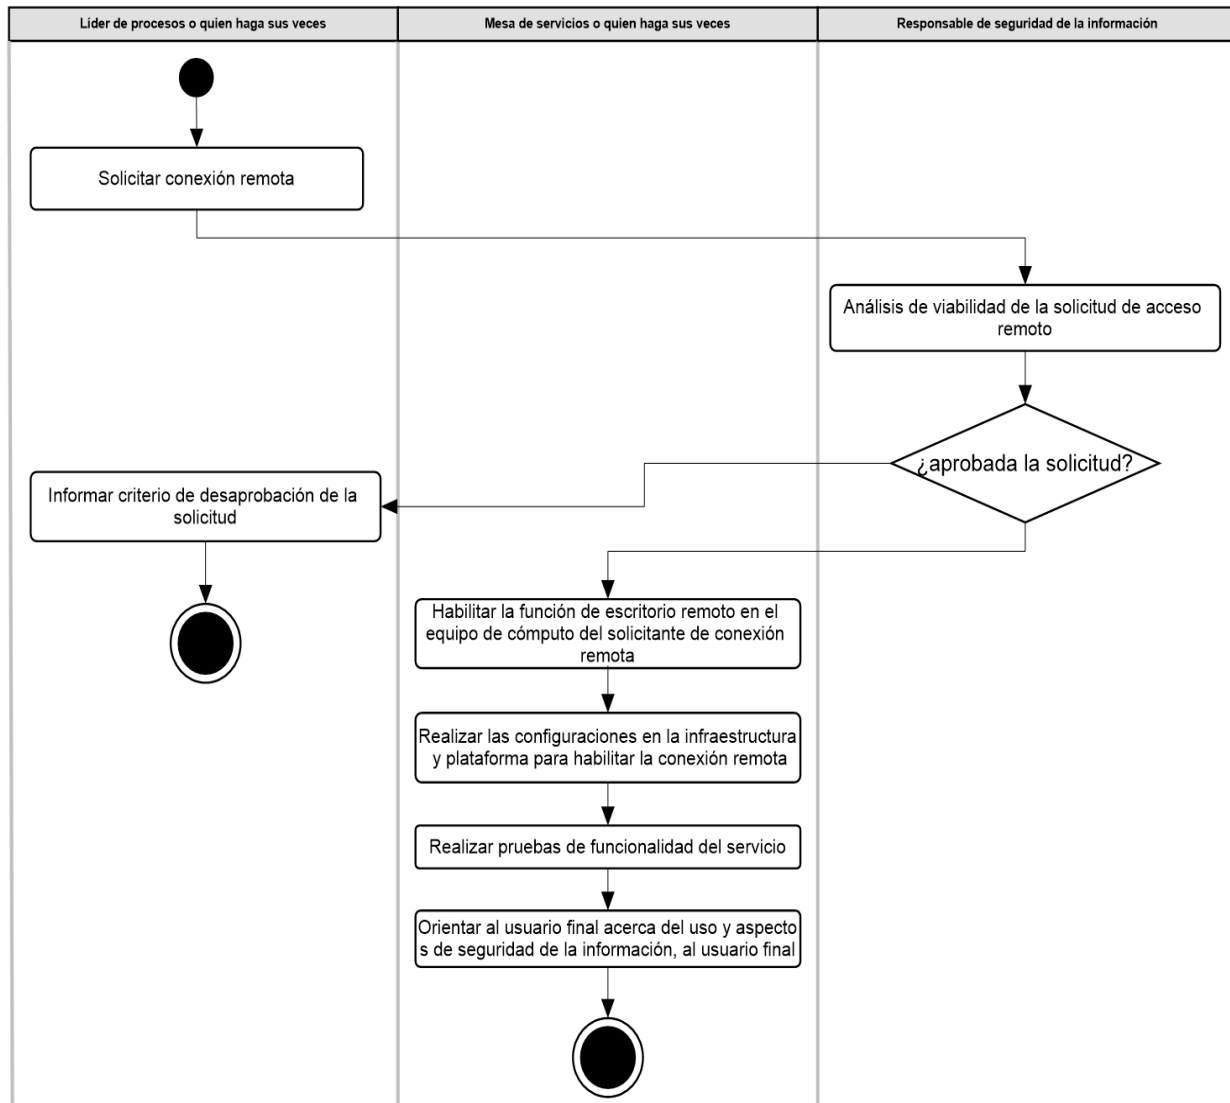 Líder de procesos o quien haga sus veces
Mesa de servicios o quien haga sus veces
Responsable de seguridad de la información
Solicitar conexión remota
Análisis de viabilidad de la solicitud de acceso
remoto
¿aprobada la solicitud?
Informar criterio de desaprobación de la
solicitud
Habilitar la función de escritorio remoto en el
equipo de cómputo del solicitante de conexión
remota
Realizar las configuraciones en la infraestructura
y plataforma para habilitar la conexión remota
Realizar pruebas de funcionalidad del servicio
Orientar al usuario final acerca del uso y aspecto
s de seguridad de la información, al usuario final